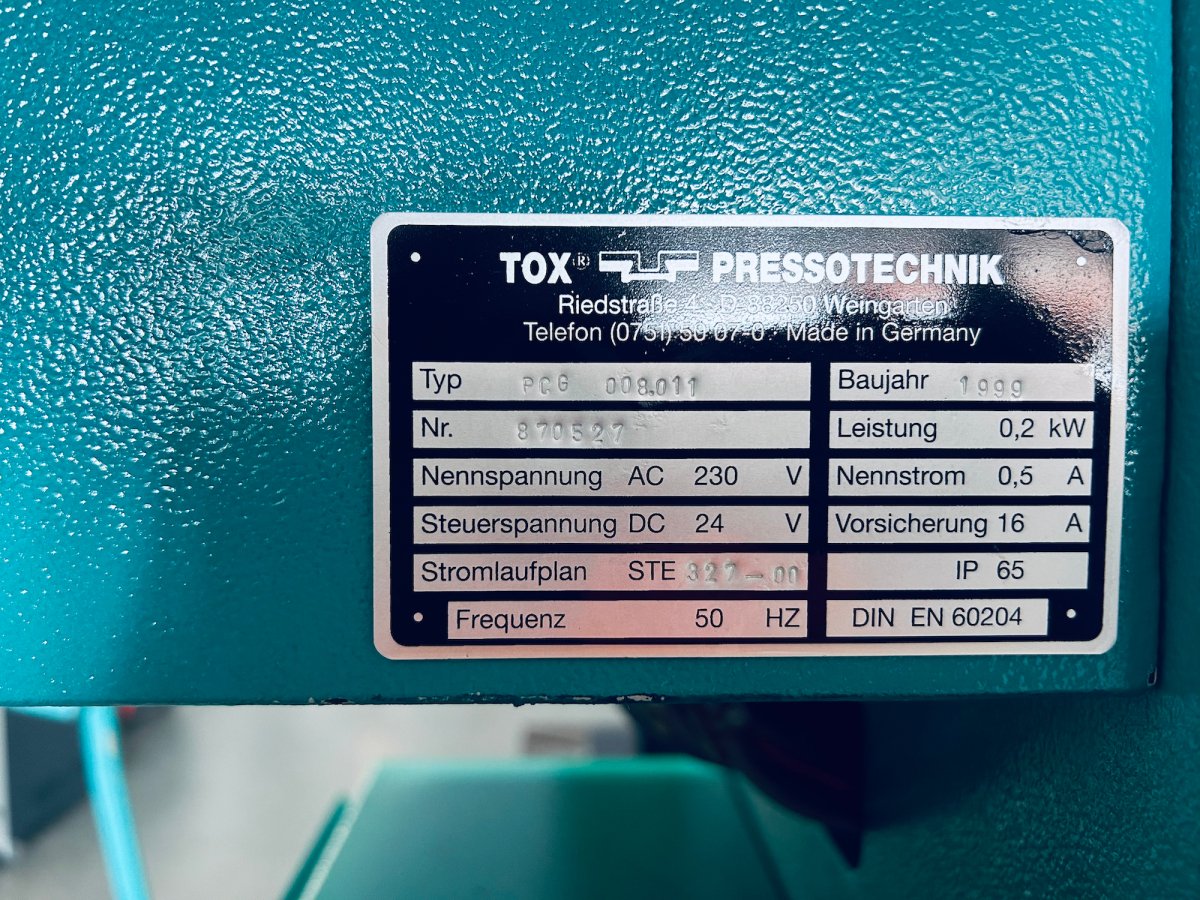 TOX® PRESSOTECHNIK
Riedstraße 4 · D-88250 Weingarten
Telefon (0751) 50 07-0 · Made in Germany
Typ PCG 008.011
Baujahr 1999
Nr. 870527
Leistung 0,2 kW
Nennspannung AC 230 V
Nennstrom 0,5 A
Steuerspannung DC 24 V
Vorsicherung 16 A
Stromlaufplan STE 327-00
IP 65
Frequenz 50 HZ
DIN EN 60204